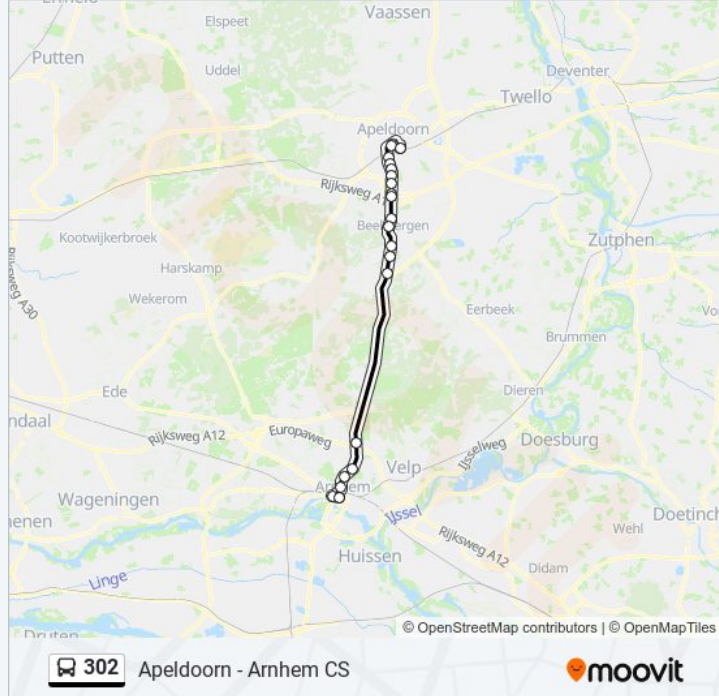 Vaassen
Elspeet
Putten
Uddel
Deventer
Twello
Apeldoorn
Rijksweg A1
Beekbergen
Kootwijkerbroek
Zutphen
Harskamp
Rijksweg A30
Wekerom
Eerbeek
Brummen
Ede
Dieren
Rijksweg A12
Europaweg
IJsselweg
Doesburg
Velp
Wageningen
Arnhem
IJssel
Doetinch
Wehl
Rijksweg A12
Huissen
Didam
Linge
Druten
© OpenStreetMap contributors | © OpenMapTiles
302 Apeldoorn - Arnhem CS
moovit